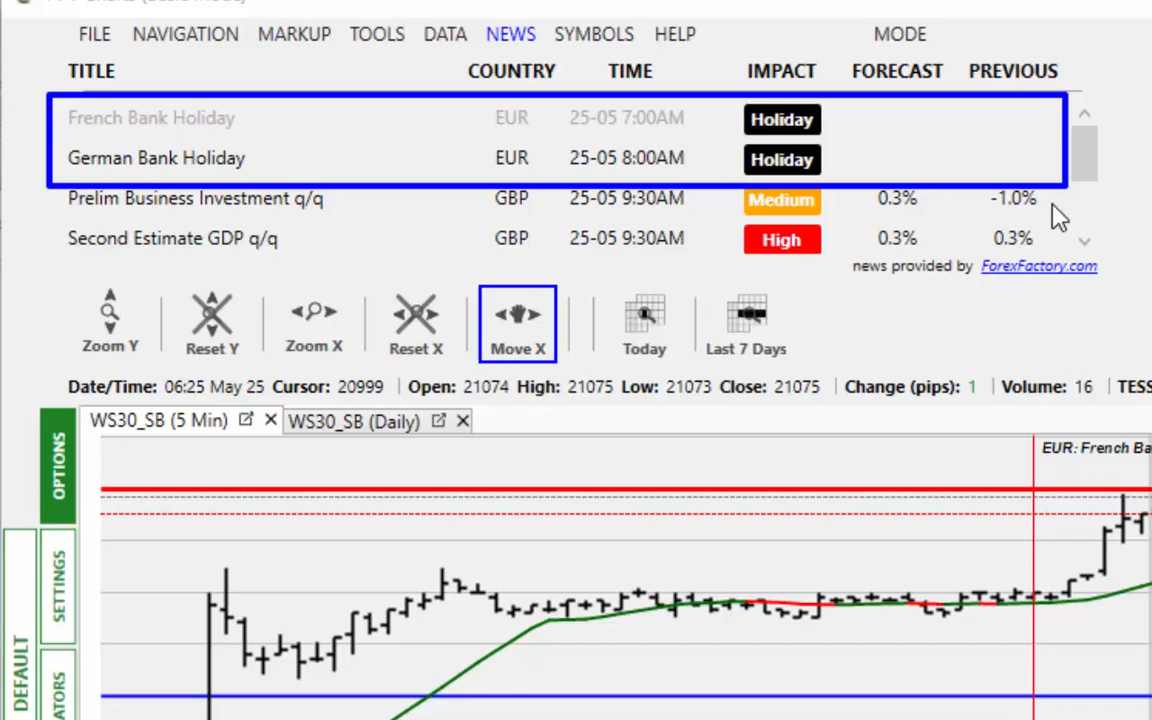 FILE NAVIGATION MARKUP TOOLS DATA NEWS SYMBOLS HELP MODE
TITLE COUNTRY TIME IMPACT FORECAST PREVIOUS
French Bank Holiday EUR 25-05 7:00AM Holiday
German Bank Holiday EUR 25-05 8:00AM Holiday
Prelim Business Investment q/q GBP 25-05 9:30AM Medium 0.3% -1.0%
Second Estimate GDP q/q GBP 25-05 9:30AM High 0.3% 0.3%
news provided by ForexFactory.com
Zoom Y Reset Y Zoom X Reset X Move X Today Last 7 Days
Date/Time: 06:25 May 25 Cursor: 20999 Open: 21074 High: 21075 Low: 21073 Close: 21075 Change (pips): 1 Volume: 16 TESS
WS30_SB (5 Min) WS30_SB (Daily)
EUR: French Ba
OPTIONS
SETTINGS
DEFAULT
ATORS